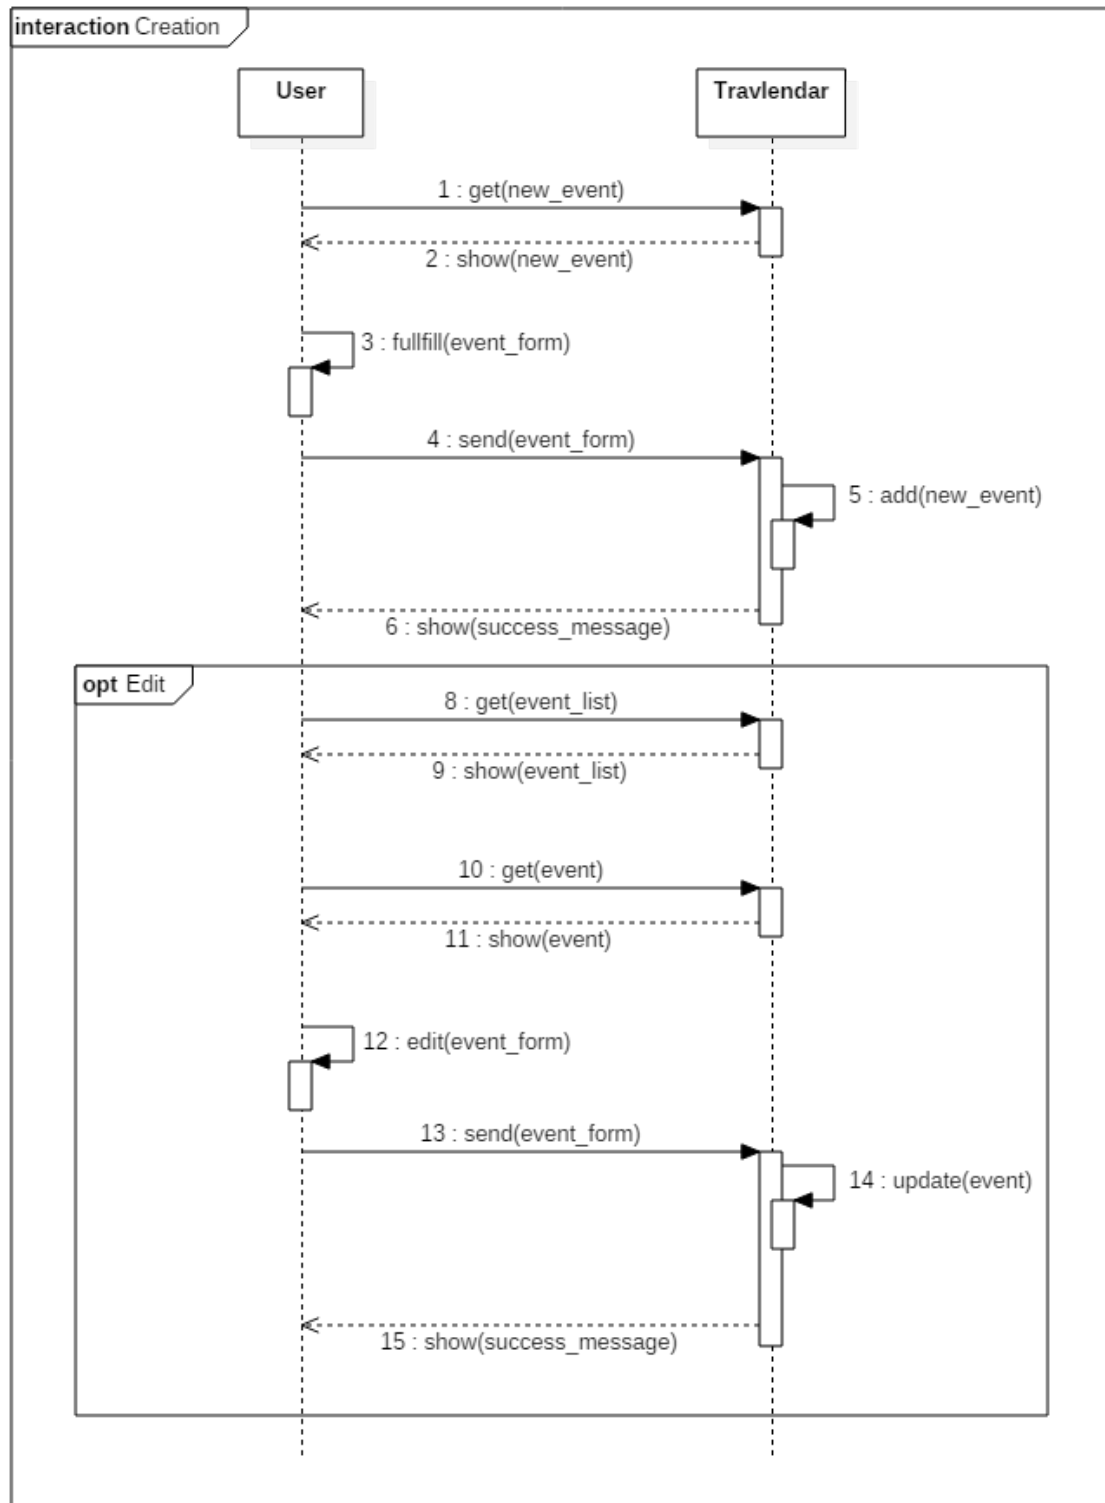 interaction Creation
User
Travlendar
1 : get(new_event)
2 : show(new_event)
3 : fullfill(event_form)
4 : send(event_form)
5 : add(new_event)
6 : show(success_message)
opt Edit
8 : get(event_list)
9 : show(event_list)
10 : get(event)
11 : show(event)
12 : edit(event_form)
13 : send(event_form)
14 : update(event)
15 : show(success_message)